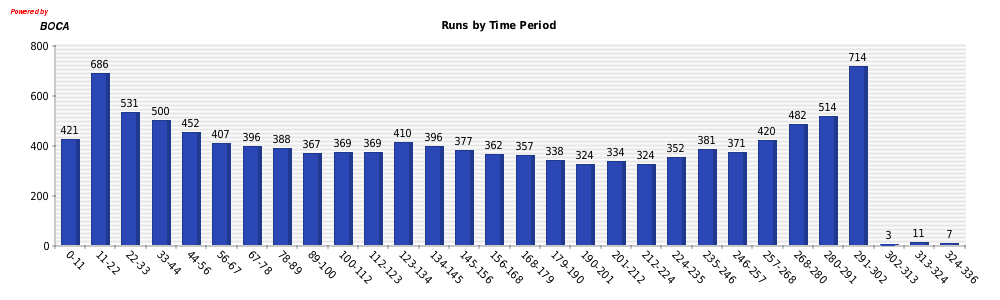 Powered by
BOCA
Runs by Time Period
800
600
400
200
0
421 686 531 500 452 407 396 388 367 369 369 410 396 377 362 357 338 324 334 324 352 381 371 420 482 514 714 3 11 7
0-11 11-22 22-33 33-44 44-56 56-67 67-78 78-89 89-100 100-112 112-123 123-134 134-145 145-156 156-168 168-179 179-190 190-201 201-212 212-224 224-235 235-246 246-257 257-268 268-280 280-291 291-302 302-313 313-324 324-336